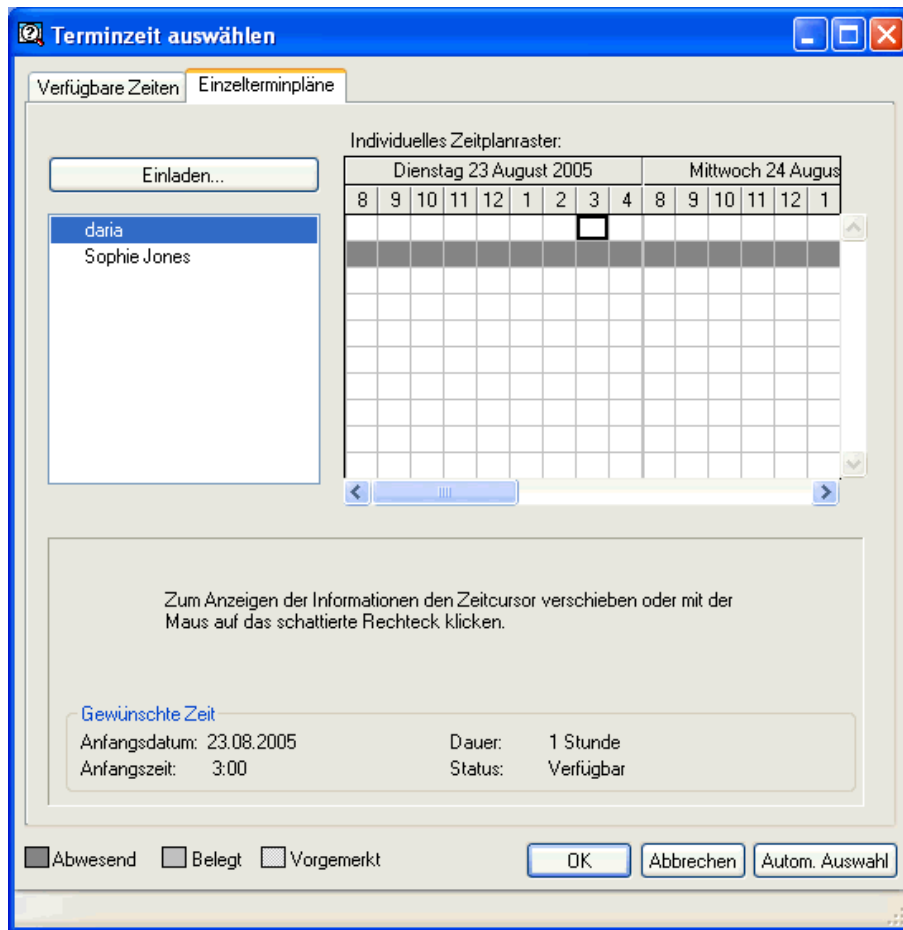 Terminzeit auswählen
Verfügbare Zeiten Einzelterminpläne
Individuelles Zeitplanraster:
Einladen...
Dienstag 23 August 2005 Mittwoch 24 Augus
8 9 10 11 12 1 2 3 4 8 9 10 11 12 1
daria
Sophie Jones
Zum Anzeigen der Informationen den Zeitcursor verschieben oder mit der
Maus auf das schattierte Rechteck klicken.
Gewünschte Zeit
Anfangsdatum: 23.08.2005 Dauer: 1 Stunde
Anfangszeit: 3:00 Status: Verfügbar
Abwesend Belegt Vorgemerkt OK Abbrechen Autom. Auswahl